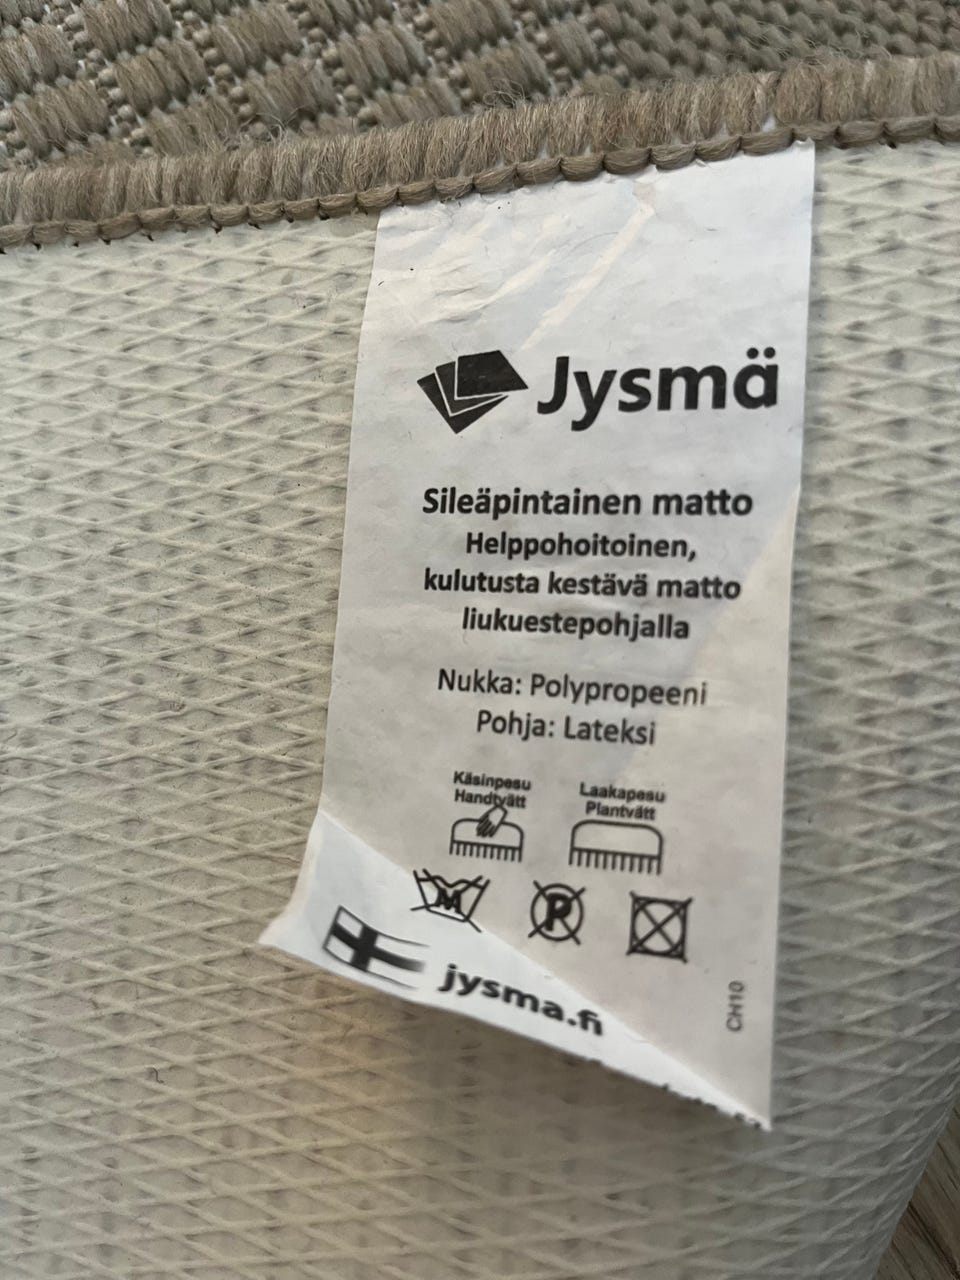 Jysmä
Sileäpintainen matto
Helppohoitoinen,
kulutusta kestävä matto
liukuestepohjalla
Nukka: Polypropeeni
Pohja: Lateksi
Käsinpesu
Handtvätt
Laakapesu
Plantvätt
M
P
jysma.fi
CH10